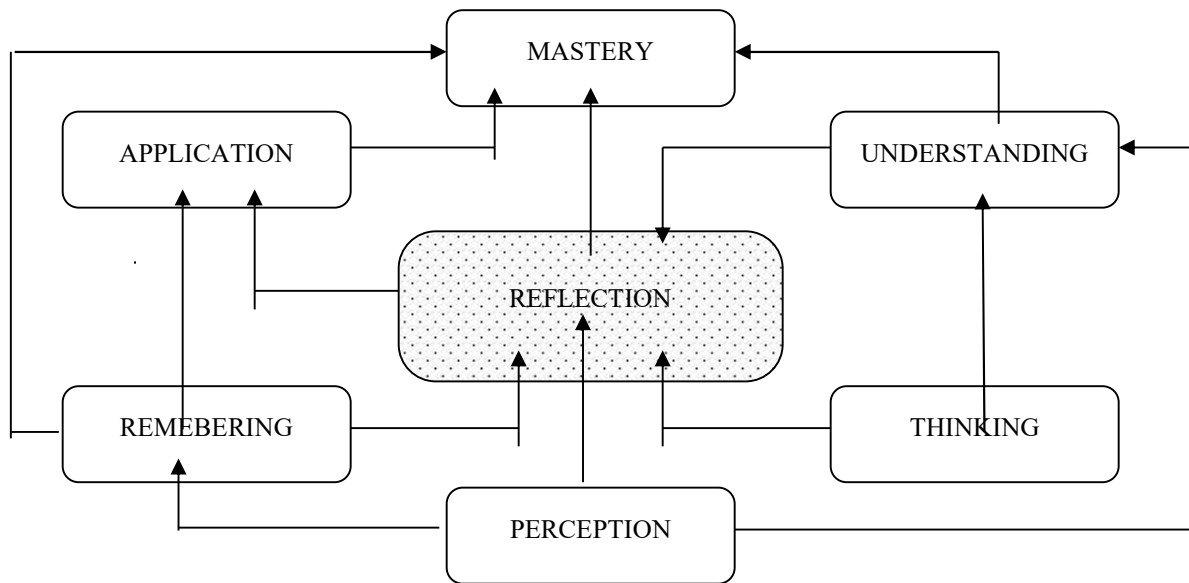 MASTERY
APPLICATION
UNDERSTANDING
REFLECTION
REMEBERING
THINKING
PERCEPTION